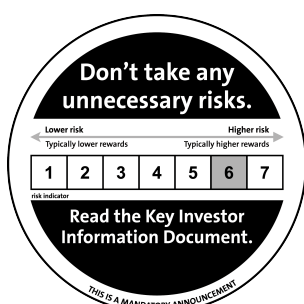 Don't take any
unnecessary risks.
Lower risk Higher risk
Typically lower rewards Typically higher rewards
1 2 3 4 5 6 7
risk indicator
Read the Key Investor
Information Document.
THIS IS A MANDATORY ANNOUNCEMENT